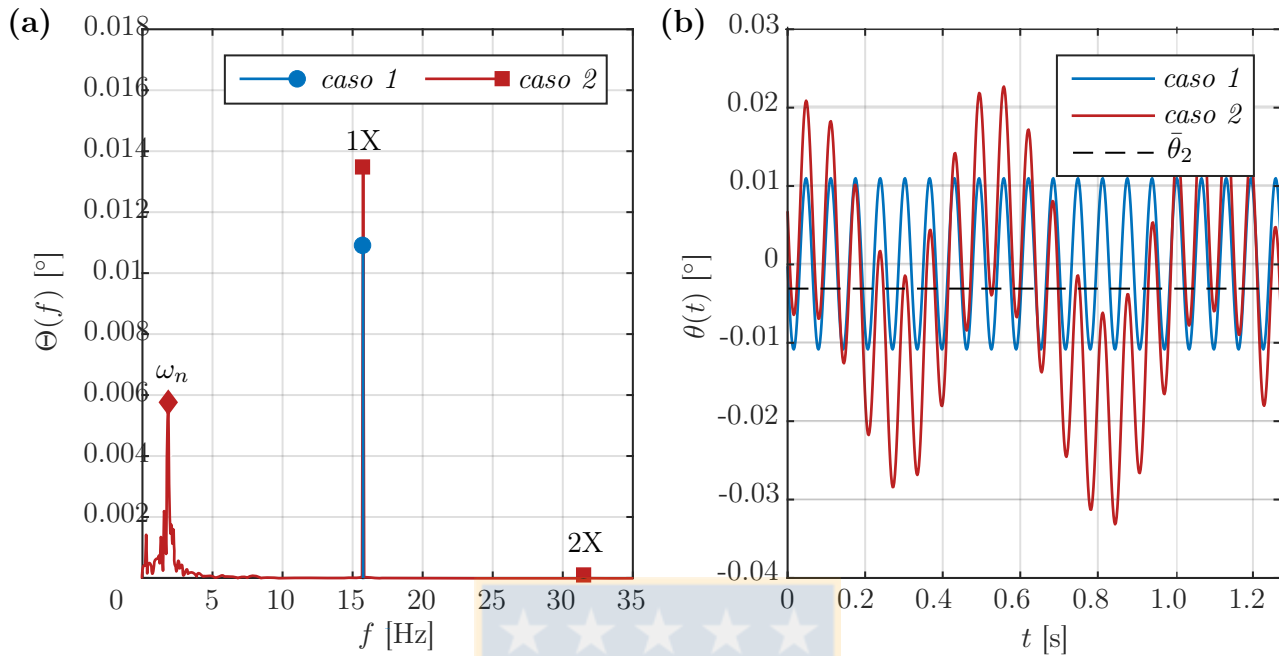 (a)
0.018
0.016
0.014
0.012
0.01
0.008
0.006
0.004
0.002
Θ(f) [°]
caso 1
caso 2
1X
ωₙ
2X
0 5 10 15 20 25 30 35
f [Hz]
(b)
0.03
0.02
0.01
0
-0.01
-0.02
-0.03
-0.04
θ(t) [°]
caso 1
caso 2
θ̄₂
0 0.2 0.4 0.6 0.8 1.0 1.2
t [s]